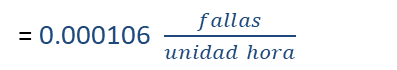 = 0.000106 fallas
unidad hora